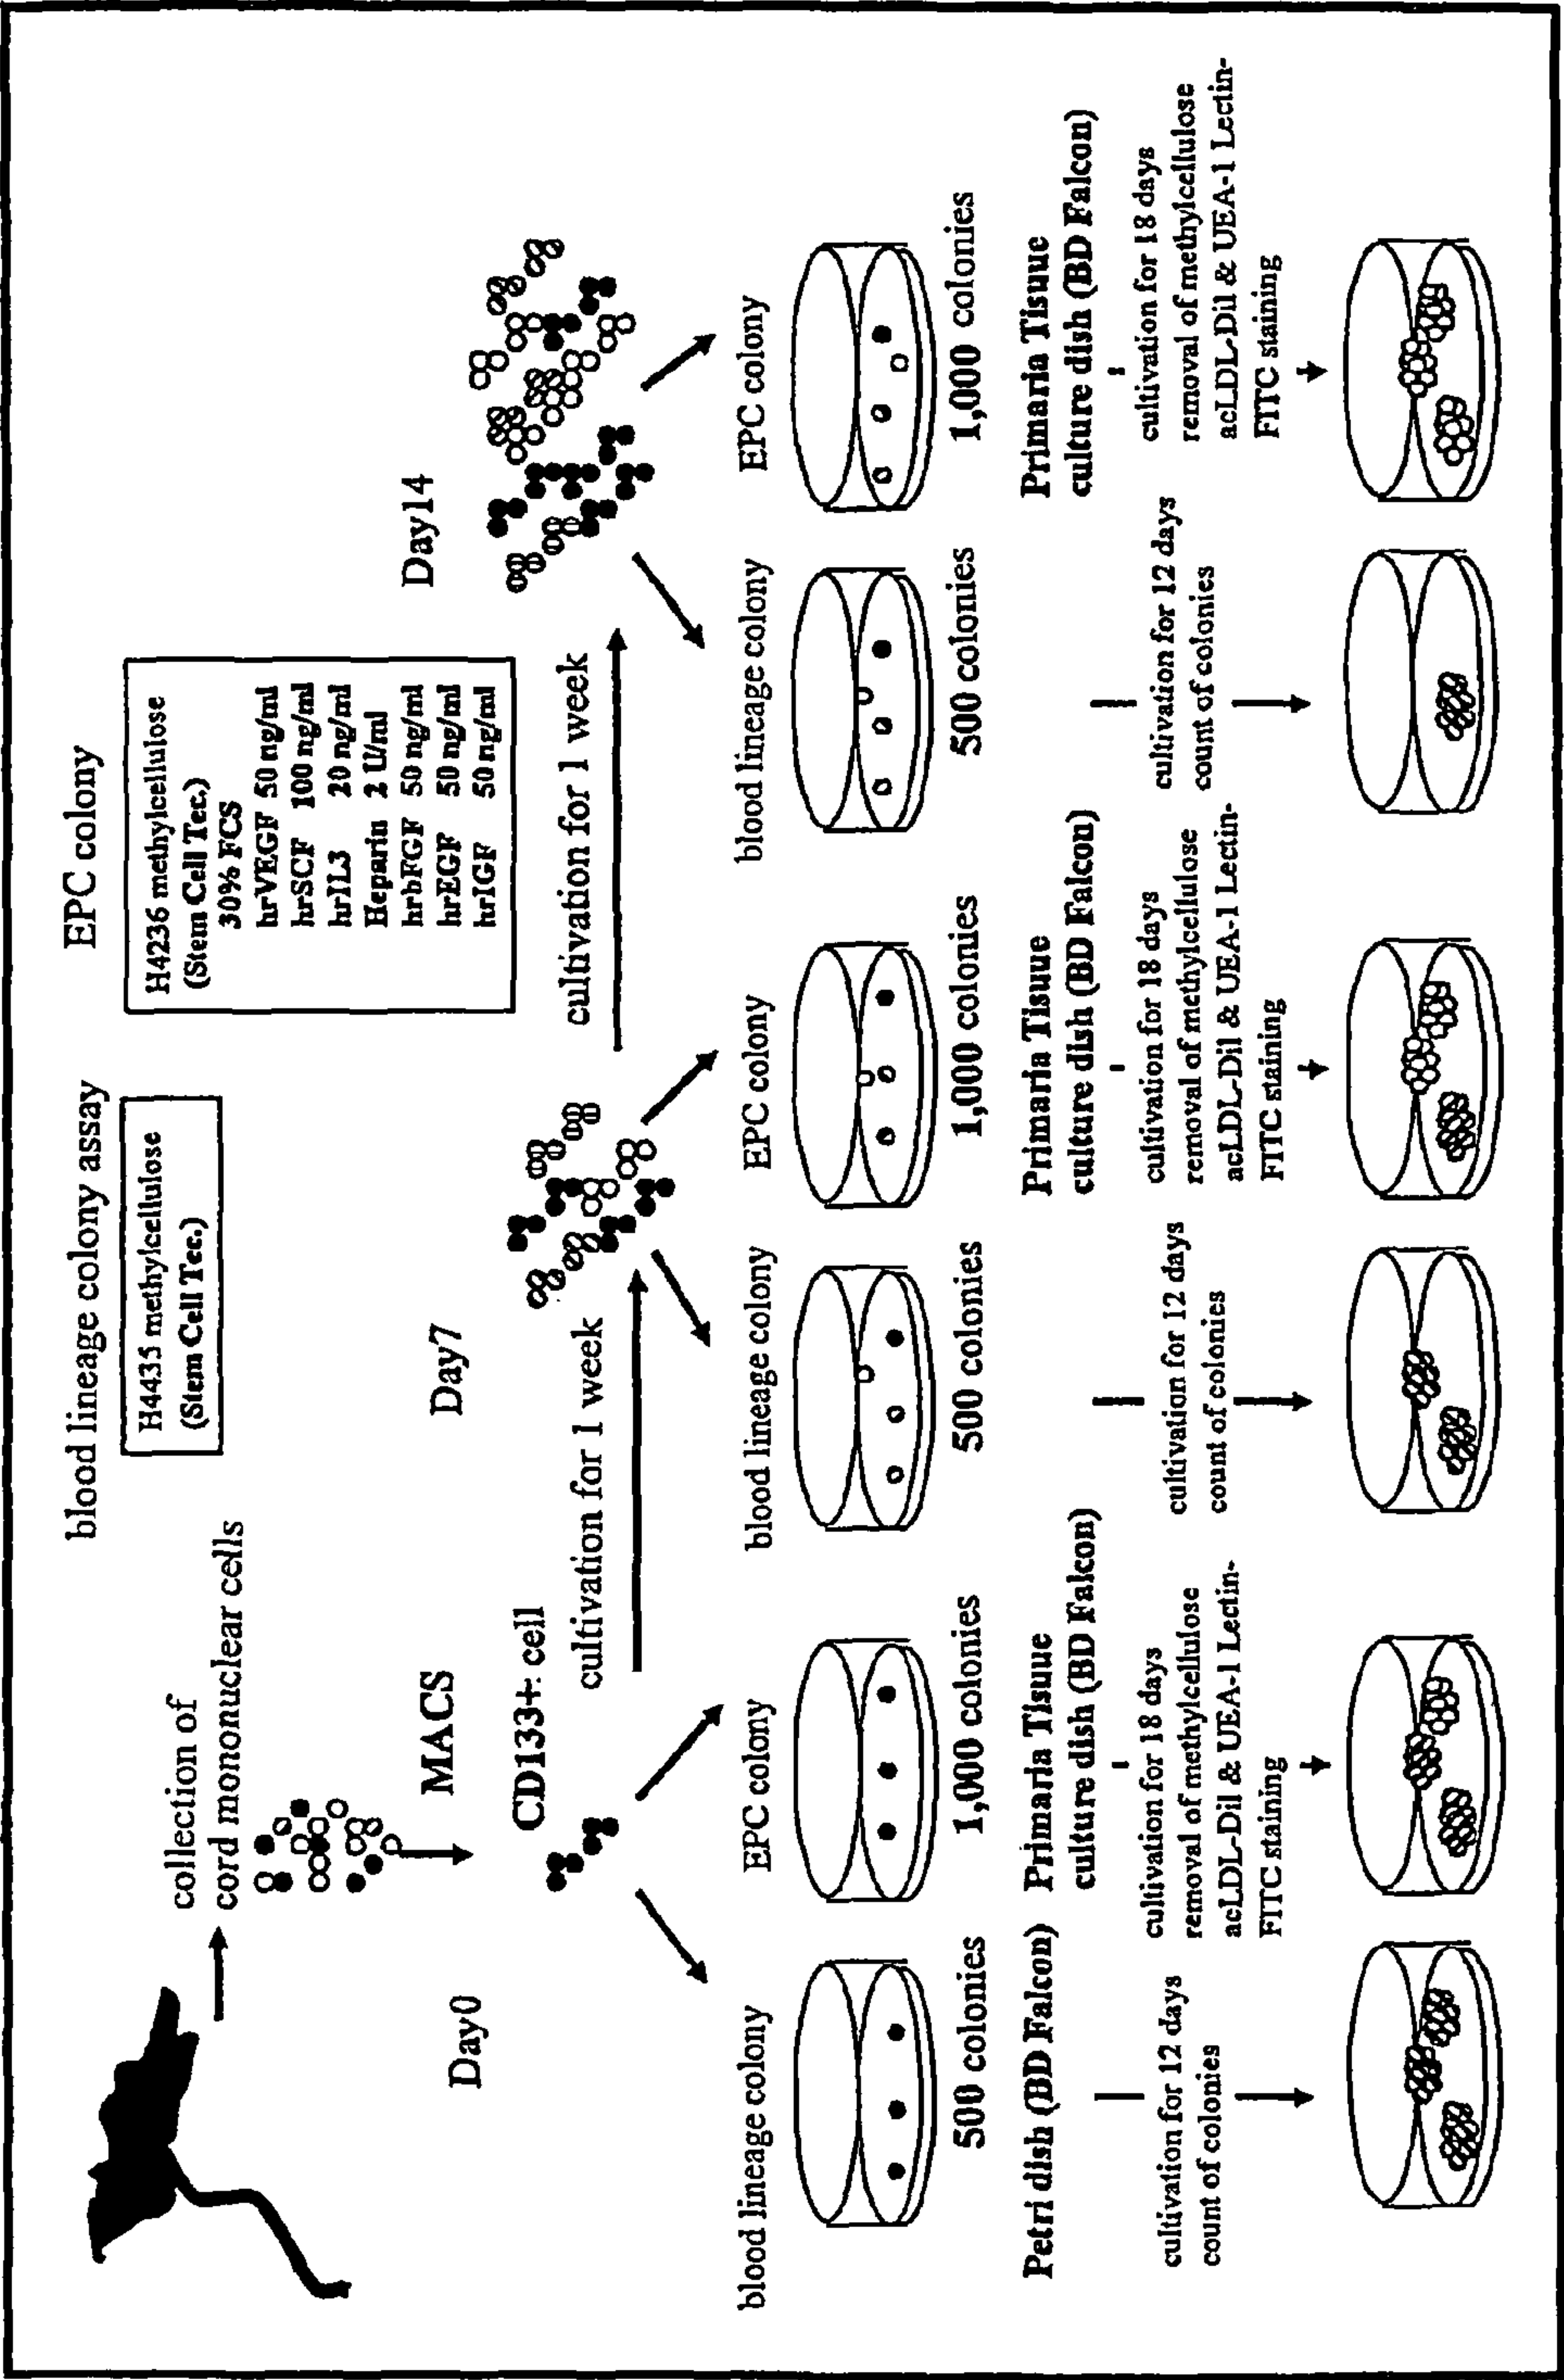 collection of
cord mononuclear cells
blood lineage colony assay
H4435 methylcellulose
(Stem Cell Tec.)
EPC colony
H4236 methylcellulose
(Stem Cell Tec.)
30% FCS
hrVEGF 50 ng/ml
hrSCF 100 ng/ml
hrIL3 20 ng/ml
Heparin 2 U/ml
hrbFGF 50 ng/ml
hrEGF 50 ng/ml
hrIGF 50 ng/ml
MACS
Day0
Day7
Day14
CD133+ cell
cultivation for 1 week
cultivation for 1 week
blood lineage colony
EPC colony
blood lineage colony
EPC colony
blood lineage colony
EPC colony
500 colonies
1,000 colonies
500 colonies
1,000 colonies
500 colonies
1,000 colonies
Petri dish (BD Falcon)
Primaria Tisuue
culture dish (BD Falcon)
Primaria Tisuue
culture dish (BD Falcon)
Primaria Tisuue
culture dish (BD Falcon)
cultivation for 12 days
count of colonies
cultivation for 18 days
removal of methylcellulose
acLDL-DiI & UEA-1 Lectin-
FITC staining
cultivation for 12 days
count of colonies
cultivation for 18 days
removal of methylcellulose
acLDL-DiI & UEA-1 Lectin-
FITC staining
cultivation for 12 days
count of colonies
cultivation for 18 days
removal of methylcellulose
acLDL-DiI & UEA-1 Lectin-
FITC staining